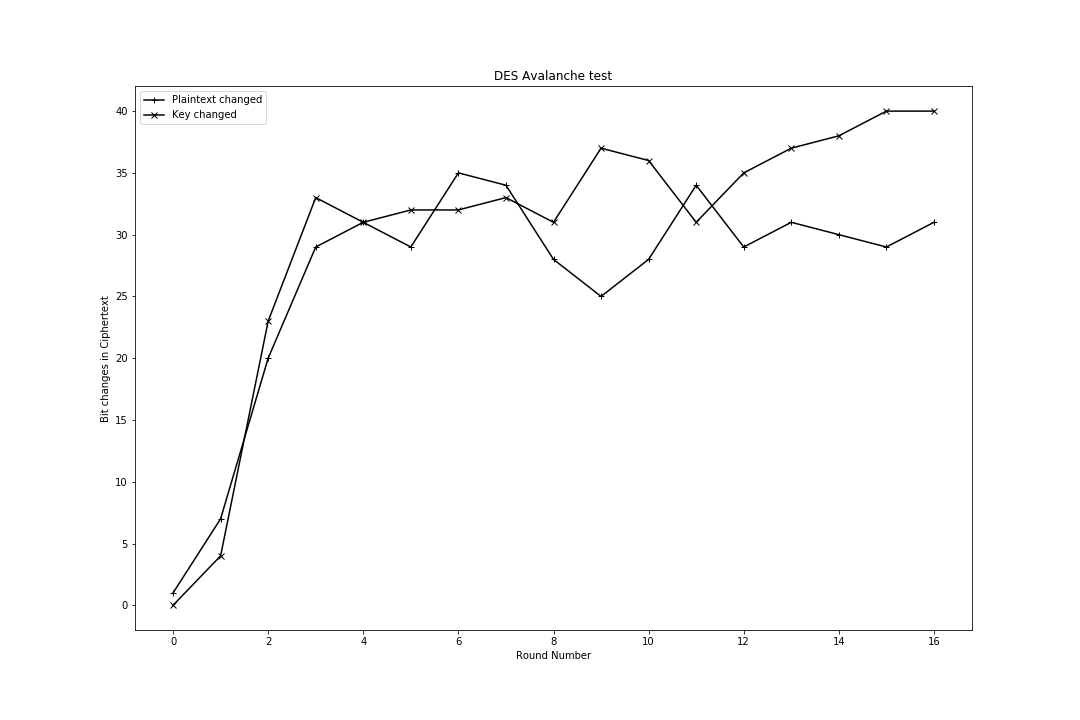 DES Avalanche test
Plaintext changed
Key changed
40
35
30
25
20
15
10
5
0
Bit changes in Ciphertext
0 2 4 6 8 10 12 14 16
Round Number